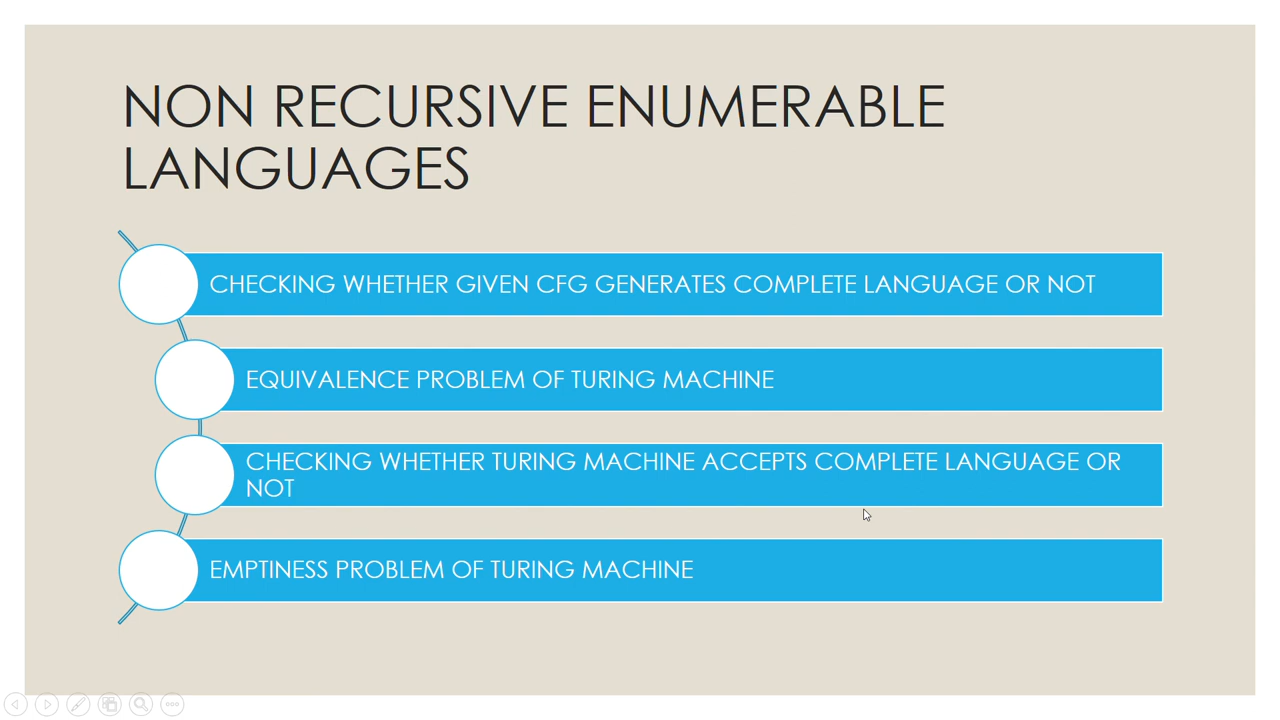 NON RECURSIVE ENUMERABLE
LANGUAGES
CHECKING WHETHER GIVEN CFG GENERATES COMPLETE LANGUAGE OR NOT
EQUIVALENCE PROBLEM OF TURING MACHINE
CHECKING WHETHER TURING MACHINE ACCEPTS COMPLETE LANGUAGE OR
NOT
EMPTINESS PROBLEM OF TURING MACHINE